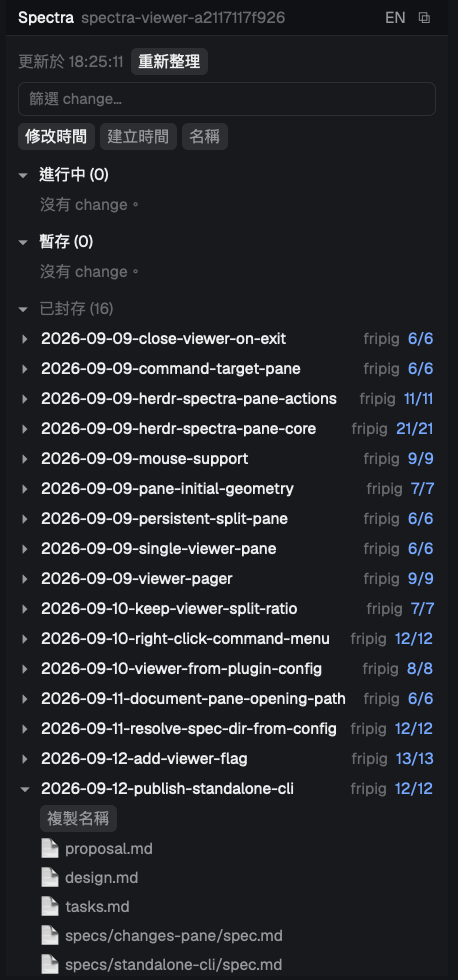 Spectra spectra-viewer-a2117117f926 EN
更新於 18:25:11 重新整理
篩選 change...
修改時間 建立時間 名稱
進行中 (0)
沒有 change。
暫存 (0)
沒有 change。
已封存 (16)
2026-09-09-close-viewer-on-exit fripig 6/6
2026-09-09-command-target-pane fripig 6/6
2026-09-09-herdr-spectra-pane-actions fripig 11/11
2026-09-09-herdr-spectra-pane-core fripig 21/21
2026-09-09-mouse-support fripig 9/9
2026-09-09-pane-initial-geometry fripig 7/7
2026-09-09-persistent-split-pane fripig 6/6
2026-09-09-single-viewer-pane fripig 6/6
2026-09-09-viewer-pager fripig 9/9
2026-09-10-keep-viewer-split-ratio fripig 7/7
2026-09-10-right-click-command-menu fripig 12/12
2026-09-10-viewer-from-plugin-config fripig 8/8
2026-09-11-document-pane-opening-path fripig 6/6
2026-09-11-resolve-spec-dir-from-config fripig 12/12
2026-09-12-add-viewer-flag fripig 13/13
2026-09-12-publish-standalone-cli fripig 12/12
複製名稱
proposal.md
design.md
tasks.md
specs/changes-pane/spec.md
specs/standalone-cli/spec.md